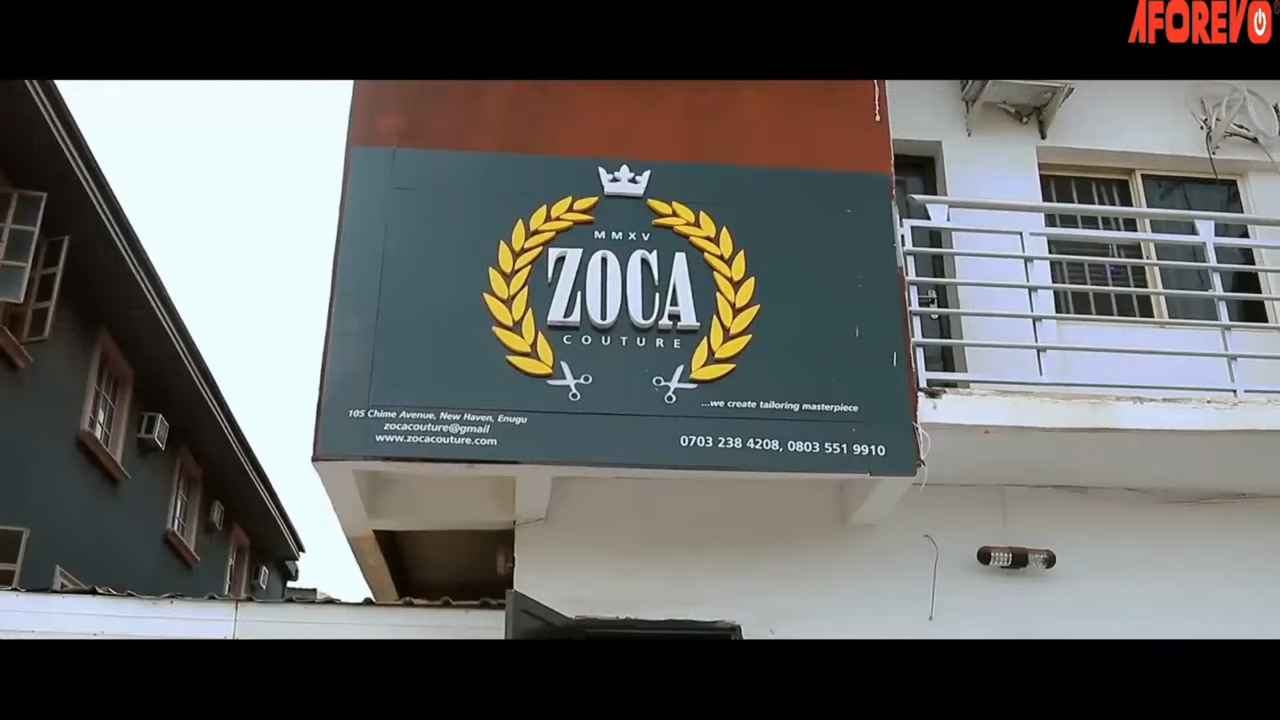 AFOREVO
MMXV
ZOCA
COUTURE
...we create tailoring masterpiece
105 Chime Avenue, New Haven, Enugu
zocacouture@gmail
www.zocacouture.com
0703 238 4208, 0803 551 9910